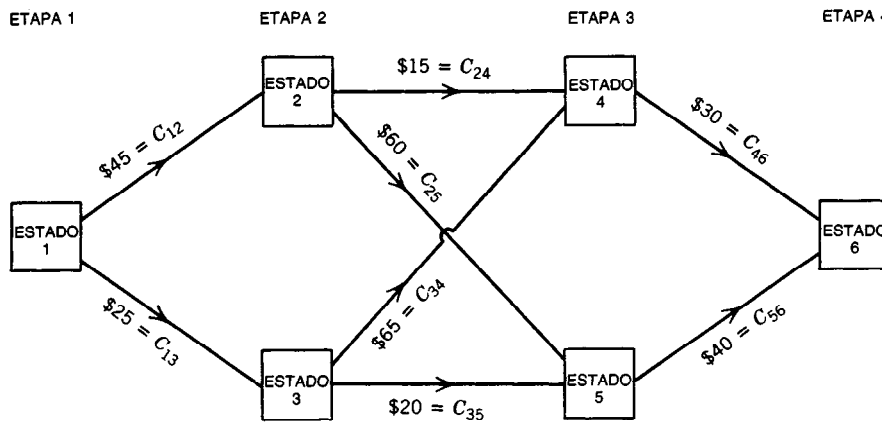 ETAPA 1
ETAPA 2
ETAPA 3
ETAPA
ESTADO
2
$15 = C24
ESTADO
4
$45 = C12
$60 = C25
$30 = C46
ESTADO
1
ESTADO
6
$25 = C13
$65 = C34
$40 = C56
ESTADO
3
$20 = C35
ESTADO
5